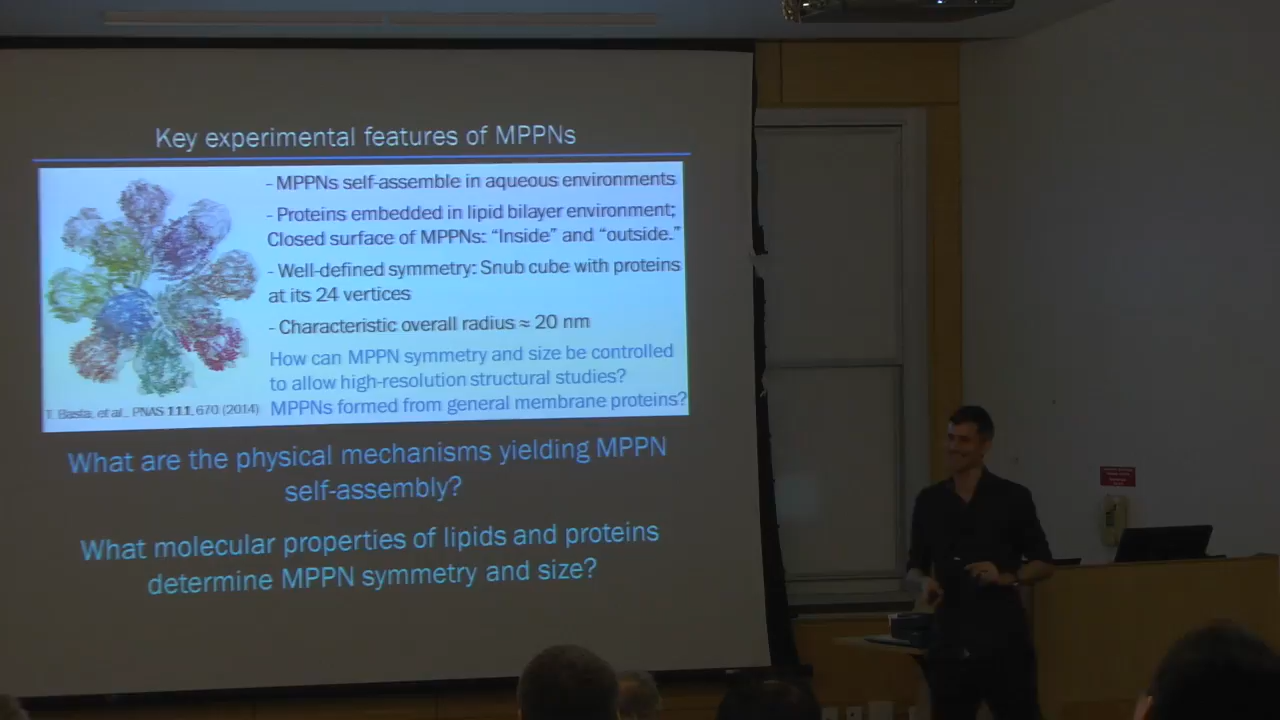 Key experimental features of MPPNs
- MPPNs self-assemble in aqueous environments
- Proteins embedded in lipid bilayer environment;
Closed surface of MPPNs: “Inside” and “outside.”
- Well-defined symmetry: Snub cube with proteins
at its 24 vertices
- Characteristic overall radius ≈ 20 nm
How can MPPN symmetry and size be controlled
to allow high-resolution structural studies?
T. Basta, et al., PNAS 111, 670 (2014)
MPPNs formed from general membrane proteins?
What are the physical mechanisms yielding MPPN
self-assembly?
What molecular properties of lipids and proteins
determine MPPN symmetry and size?